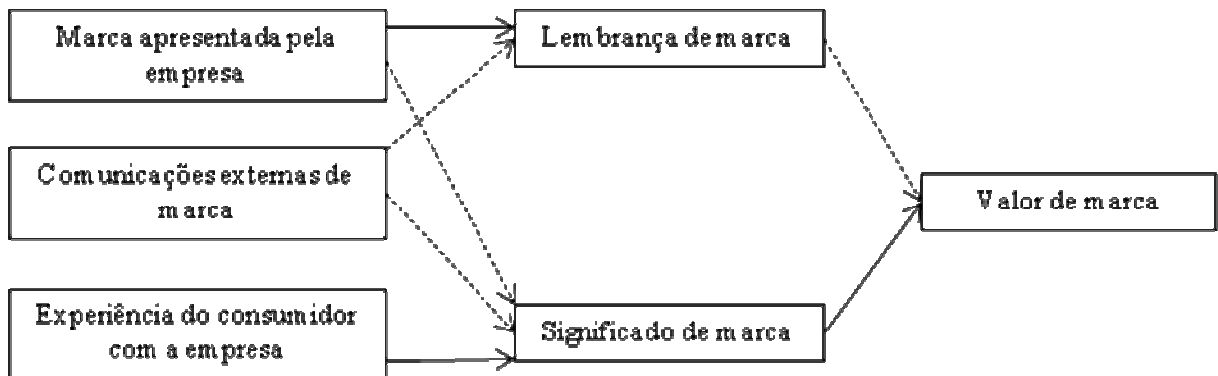 Marca apresentada pela
empresa
Lembrança de marca
Comunicações externas de
marca
Valor de marca
Experiência do consumidor
com a empresa
Significado de marca